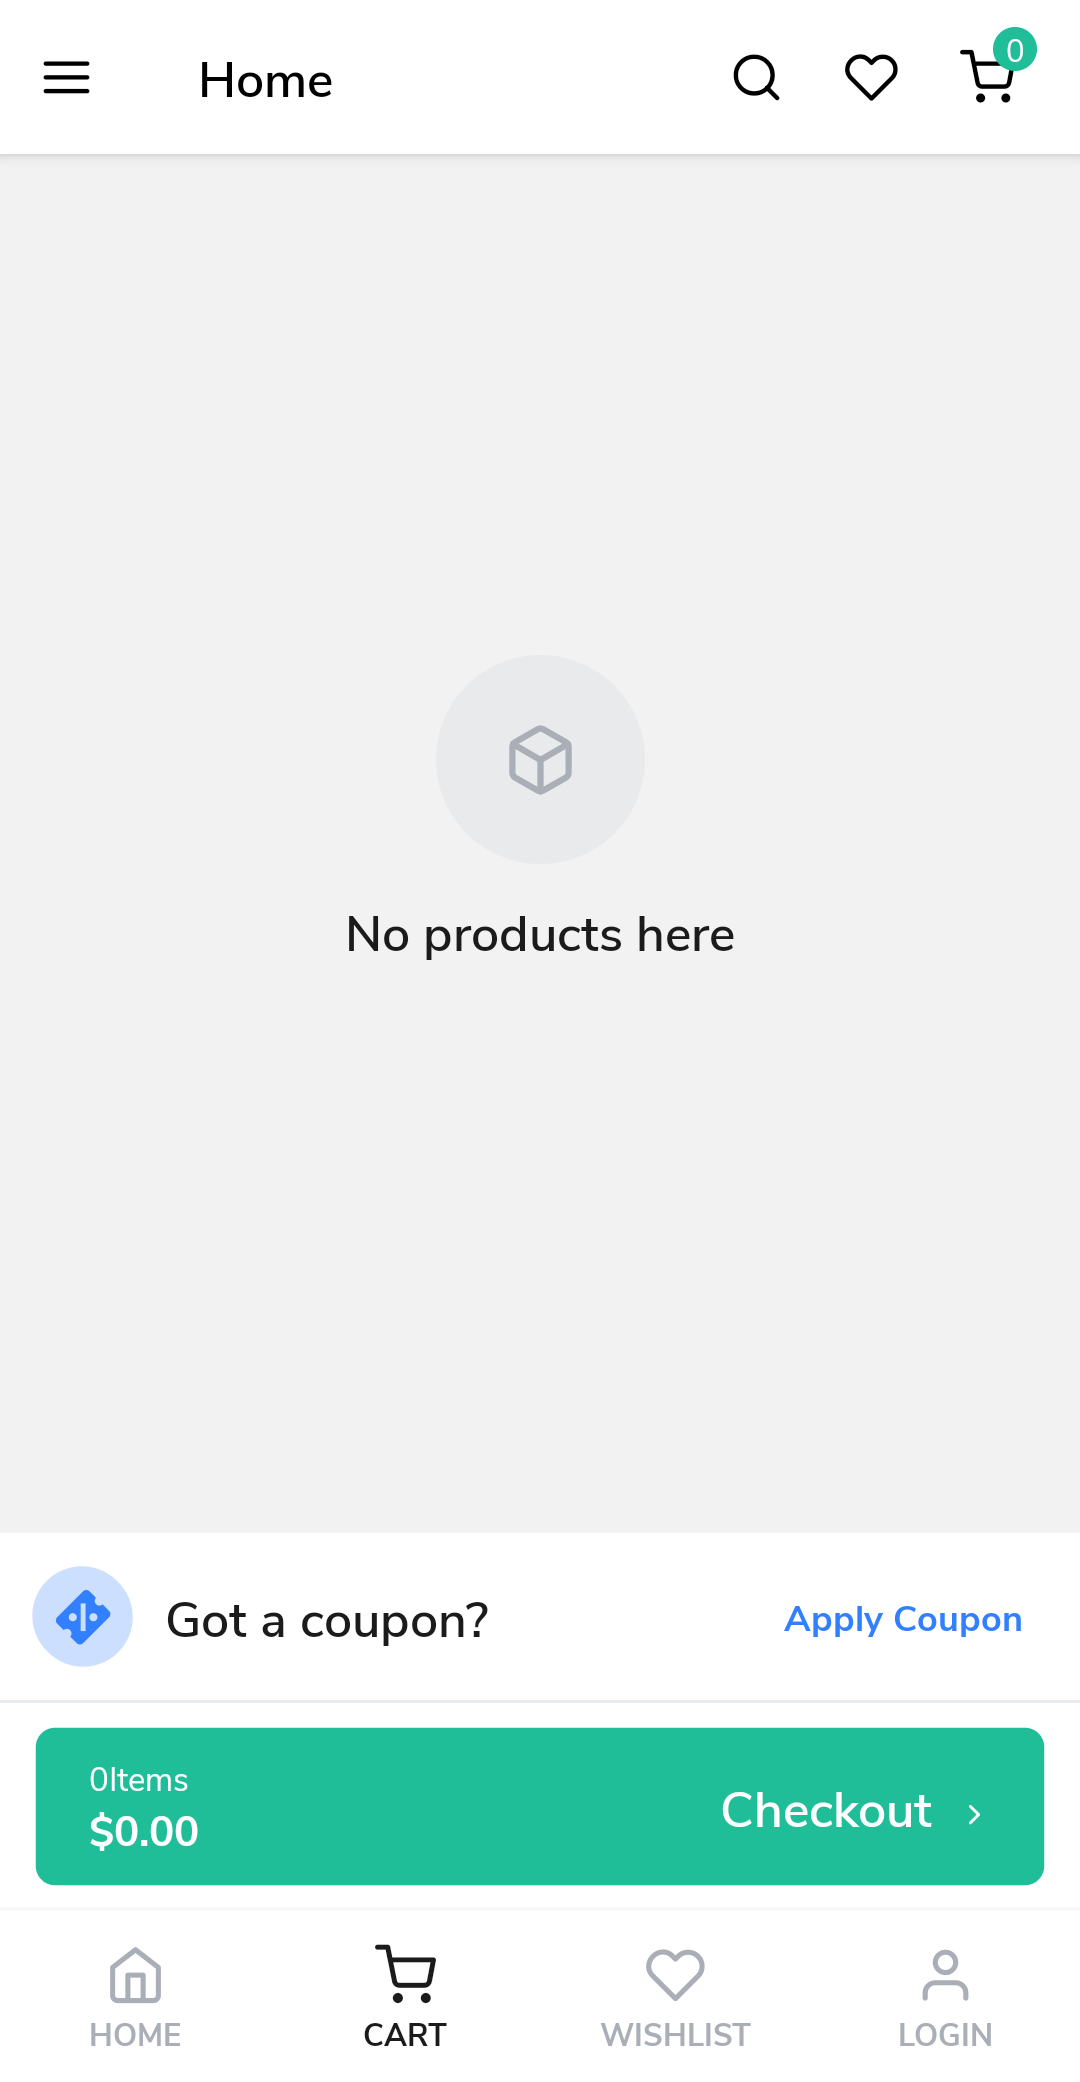 Home
0
No products here
Got a coupon?
Apply Coupon
0Items
$0.00
Checkout
HOME
CART
WISHLIST
LOGIN